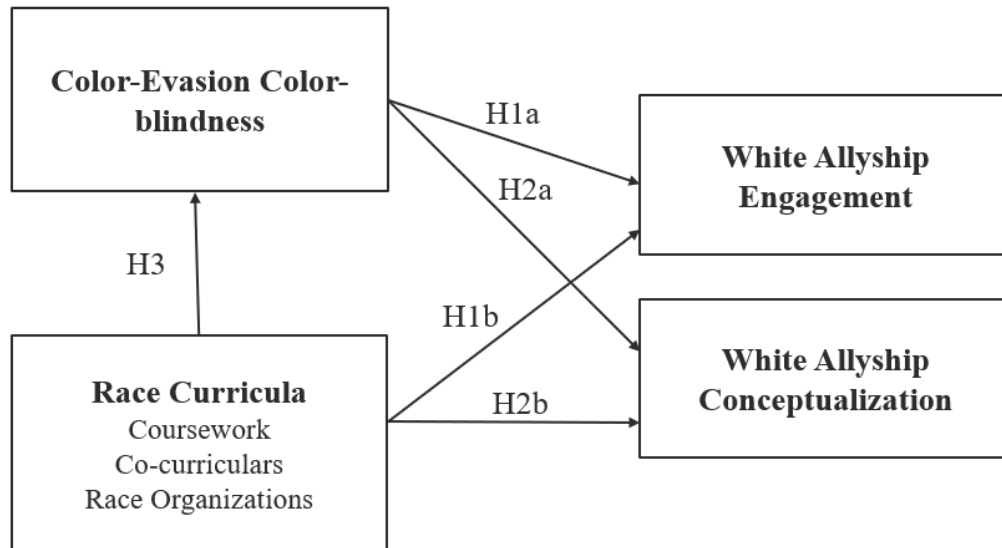 Color-Evasion Color-
blindness
H1a
White Allyship
Engagement
H2a
H3
H1b
Race Curricula
Coursework
Co-curriculars
Race Organizations
H2b
White Allyship
Conceptualization